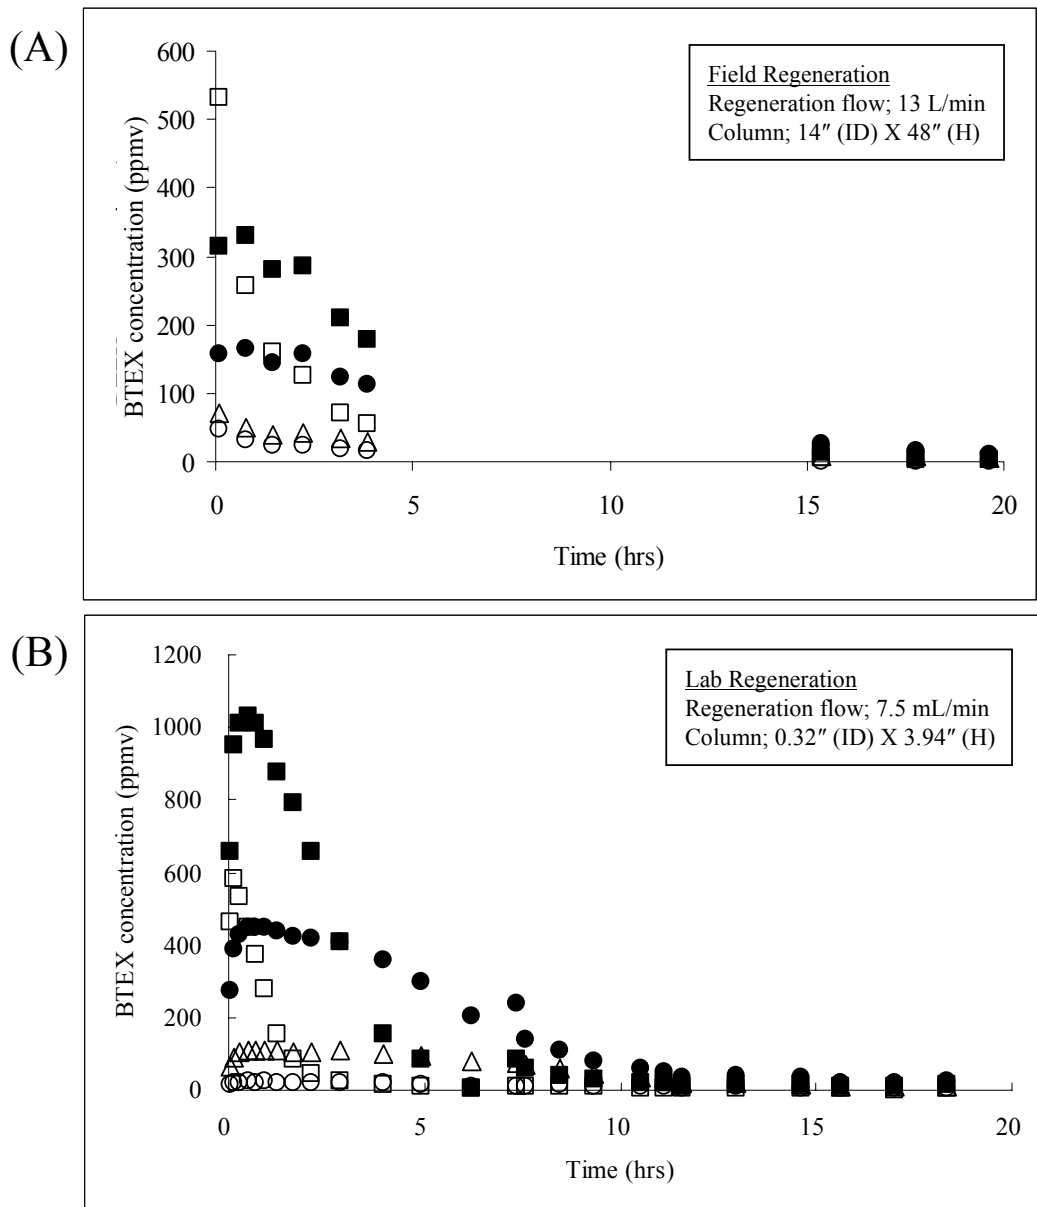 (A)
600
500
400
300
200
100
0
BTEX concentration (ppmv)
Field Regeneration
Regeneration flow; 13 L/min
Column; 14″ (ID) X 48″ (H)
0 5 10 15 20
Time (hrs)
(B)
1200
1000
800
600
400
200
0
BTEX concentration (ppmv)
Lab Regeneration
Regeneration flow; 7.5 mL/min
Column; 0.32″ (ID) X 3.94″ (H)
0 5 10 15 20
Time (hrs)